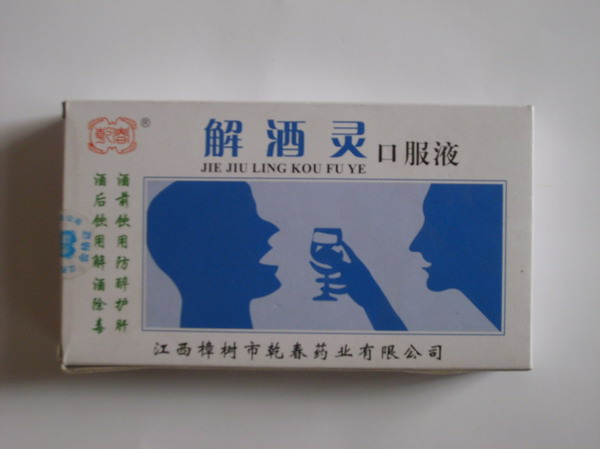 乾春®
解酒灵口服液
JIE JIU LING KOU FU YE
酒前饮用防醉护肝
酒后饮用解酒除毒
江西樟树市乾春药业有限公司